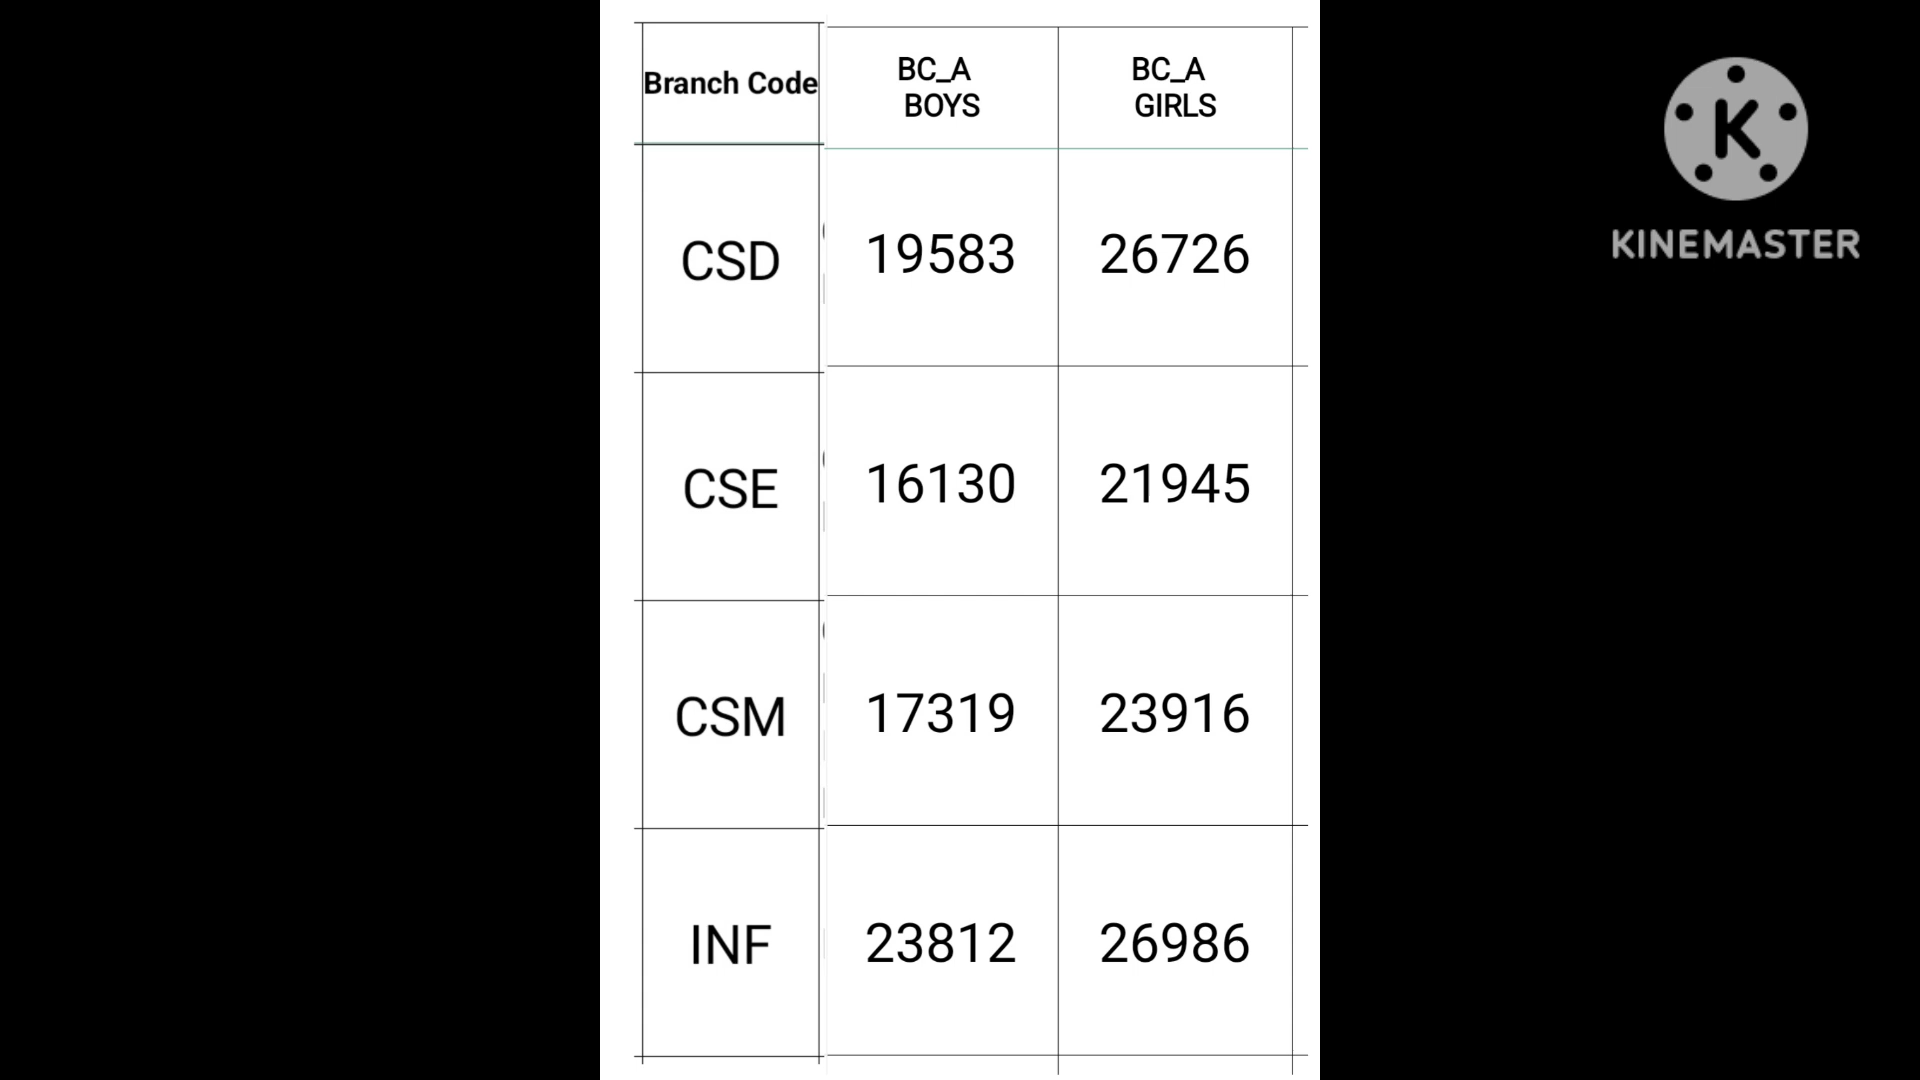 Branch Code BC_A BOYS BC_A GIRLS
CSD 19583 26726
CSE 16130 21945
CSM 17319 23916
INF 23812 26986
K
KINEMASTER